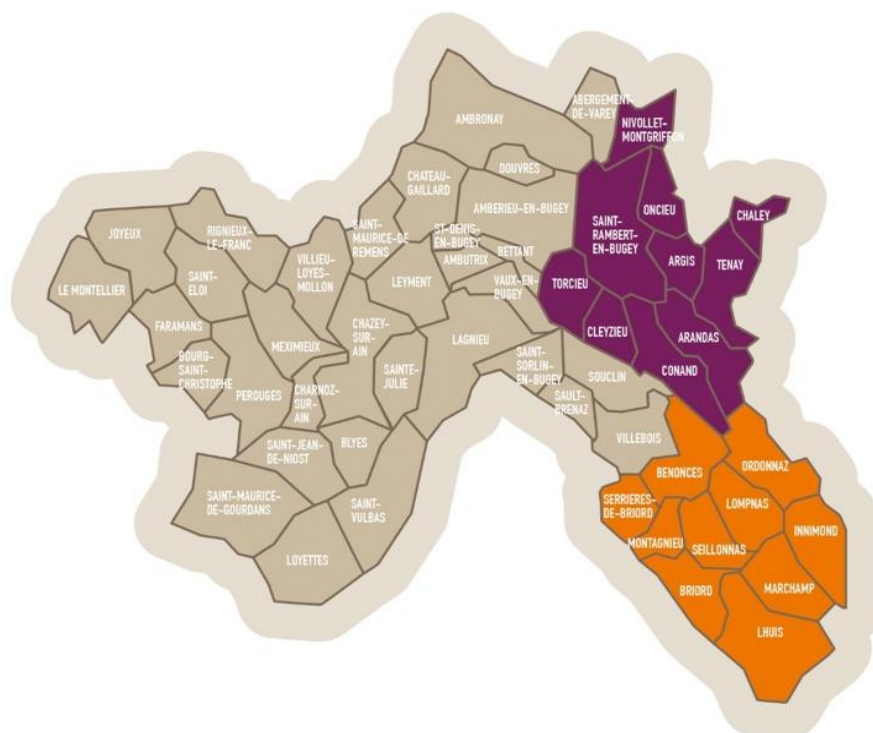 ABERGEMENT-
DE-VAREY
AMBRONAY
NIVOLLET-
MONTGRIFFON
DOUVRES
CHATEAU-
GAILLARD
AMBERIEU-EN-BUGEY
ONCIEU
CHALEY
SAINT-
RAMBERT-
EN-BUGEY
JOYEUX
RIGNIEUX-
LE-FRANC
SAINT-
MAURICE-DE-
REMENS
ST-DENIS-
EN-BUGEY
BETTANT
AMBUTRIX
ARGIS
TENAY
VILLIEU-
LOYES-
MOLLON
SAINT-
ELOI
LEYMENT
VAUX-EN-
BUGEY
TORCIEU
LE MONTELLIER
FARAMANS
CHAZEY-
SUR-
AIN
LAGNIEU
CLEYZIEU
ARANDAS
MEXIMIEUX
BOURG-
SAINT-
CHRISTOPHE
SAINTE-
JULIE
SAINT-
SORLIN-
EN-BUGEY
SOUCLIN
CONAND
PEROUGES
CHARNOZ-
SUR-
AIN
SAULT-
BRENAZ
VILLEBOIS
SAINT-JEAN-
DE-NIOST
BLYES
BENONCES
ORDONNAZ
SAINT-MAURICE-
DE-GOURDANS
SAINT-
VULBAS
SERRIERES-
DE-BRIORD
LOMPNAS
INNIMOND
MONTAGNIEU
SEILLONNAS
LOYETTES
BRIORD
MARCHAMP
LHUIS